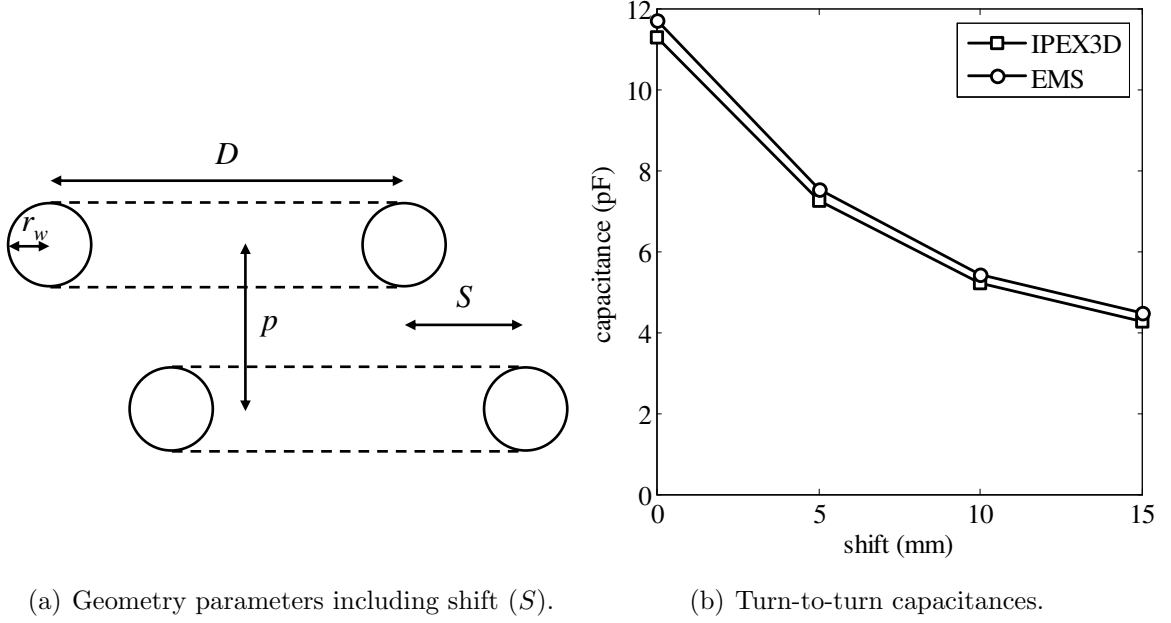 D
r_w
S
p
12
10
8
6
4
2
0
0 5 10 15
capacitance (pF)
shift (mm)
IPEX3D
EMS
(a) Geometry parameters including shift (S).
(b) Turn-to-turn capacitances.